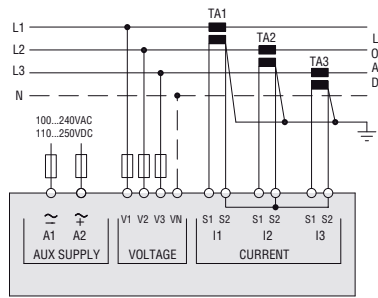 TA1
L1
TA2
L2
TA3
L3
N
LOAD
100...240VAC
110...250VDC
~ ~
- +
V1 V2 V3 VN S1 S2 S1 S2 S1 S2
A1 A2 I1 I2 I3
AUX SUPPLY VOLTAGE CURRENT